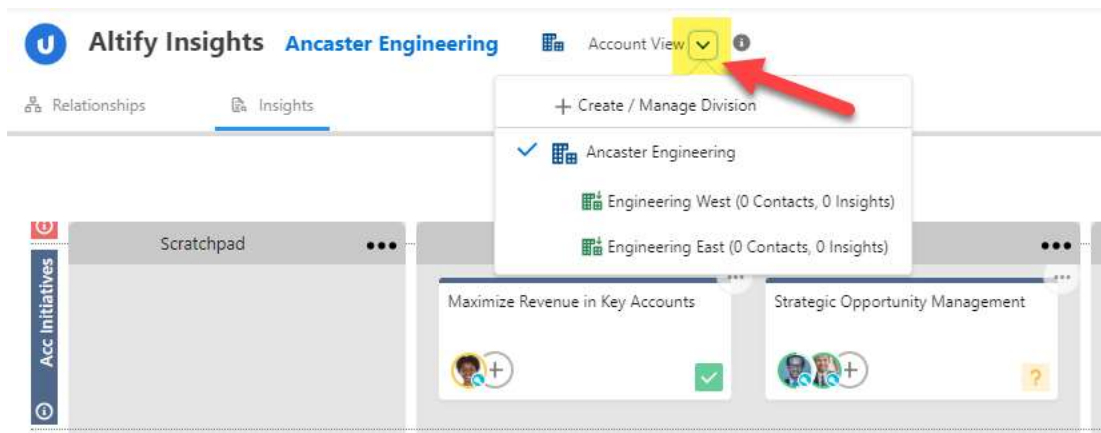 Altify Insights Ancaster Engineering Account View
Relationships Insights
+ Create / Manage Division
Ancaster Engineering
Engineering West (0 Contacts, 0 Insights)
Engineering East (0 Contacts, 0 Insights)
Scratchpad
Acc Initiatives
Maximize Revenue in Key Accounts
Strategic Opportunity Management